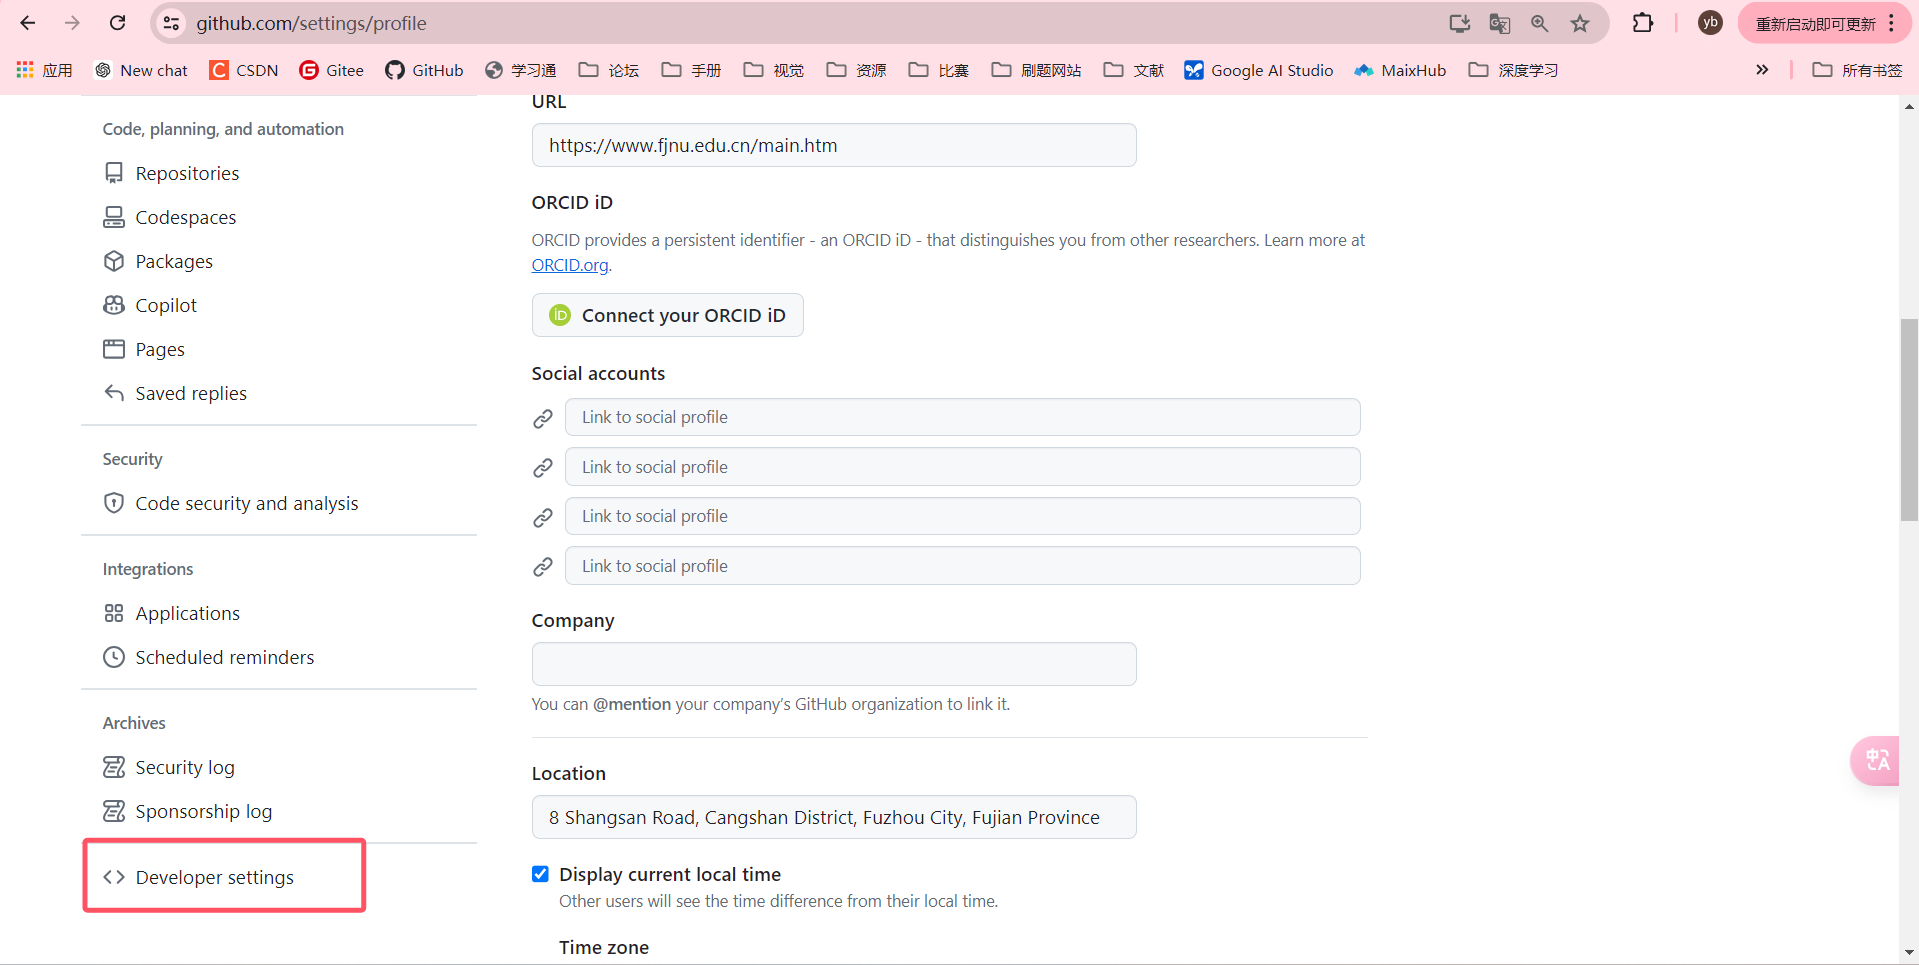 github.com/settings/profile
yb
重新启动即可更新
应用
New chat
CSDN
Gitee
GitHub
学习通
论坛
手册
视觉
资源
比赛
刷题网站
文献
Google AI Studio
MaixHub
深度学习
所有书签
Code, planning, and automation
Repositories
Codespaces
Packages
Copilot
Pages
Saved replies
Security
Code security and analysis
Integrations
Applications
Scheduled reminders
Archives
Security log
Sponsorship log
Developer settings
URL
https://www.fjnu.edu.cn/main.htm
ORCID iD
ORCID provides a persistent identifier - an ORCID iD - that distinguishes you from other researchers. Learn more at
ORCID.org.
iD Connect your ORCID iD
Social accounts
Link to social profile
Link to social profile
Link to social profile
Link to social profile
Company
You can @mention your company's GitHub organization to link it.
Location
8 Shangsan Road, Cangshan District, Fuzhou City, Fujian Province
Display current local time
Other users will see the time difference from their local time.
Time zone
中A